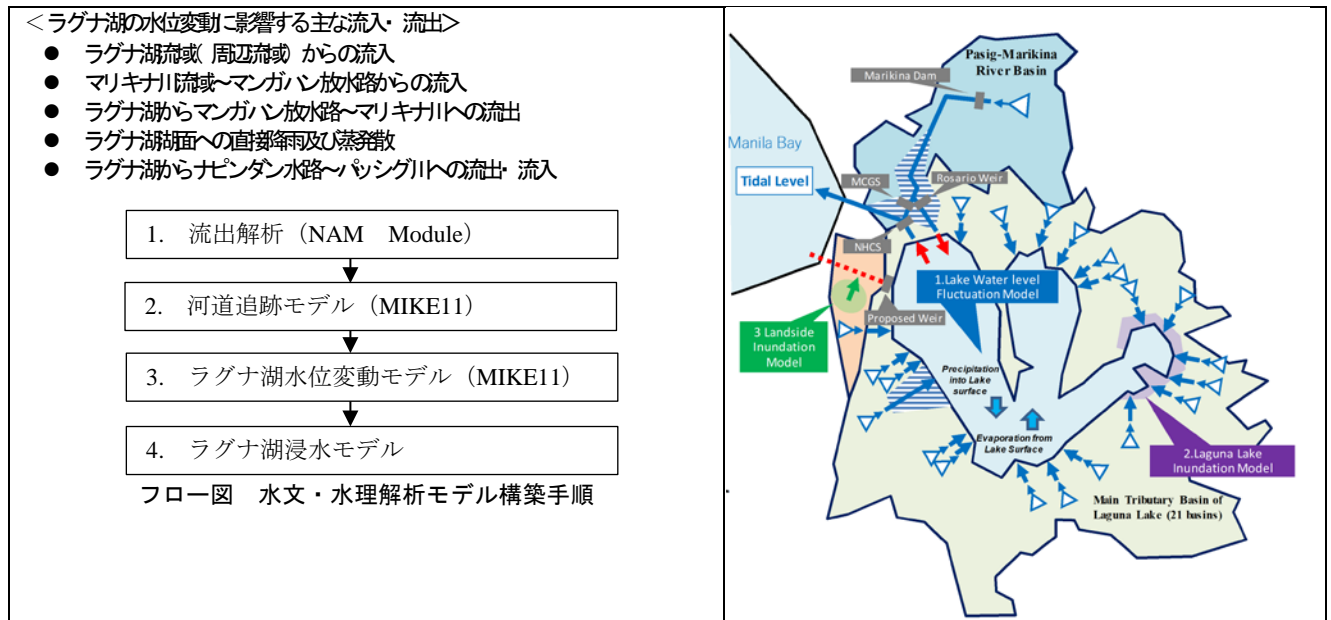 ＜ラグナ湖の水位変動に影響する主な流入・流出＞
● ラグナ湖流域（周辺流域）からの流入
● マリキナ川流域～マンガハン放水路からの流入
● ラグナ湖からマンガハン放水路～マリキナ川への流出
● ラグナ湖湖面への直接降雨及び蒸発散
● ラグナ湖からナピンダン水路～パッシグ川への流出・流入
1. 流出解析（NAM Module）
2. 河道追跡モデル（MIKE11）
3. ラグナ湖水位変動モデル（MIKE11）
4. ラグナ湖浸水モデル
フロー図 水文・水理解析モデル構築手順
Pasig-Marikina
River Basin
Marikina Dam
Manila Bay
Tidal Level
MCGS
Rosario Weir
NHCS
1.Lake Water level
Fluctuation Model
Proposed Weir
3 Landside
Inundation
Model
Precipitation
into Lake
surface
Evaporation from
Lake Surface
2.Laguna Lake
Inundation Model
Main Tributary Basin of
Laguna Lake (21 basins)